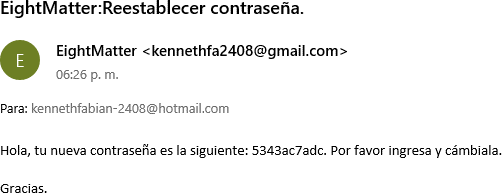 EightMatter:Reestablecer contraseña.
E
EightMatter <kennethfa2408@gmail.com>
06:26 p. m.
Para: kennethfabian-2408@hotmail.com
Hola, tu nueva contraseña es la siguiente: 5343ac7adc. Por favor ingresa y cámbiala.
Gracias.